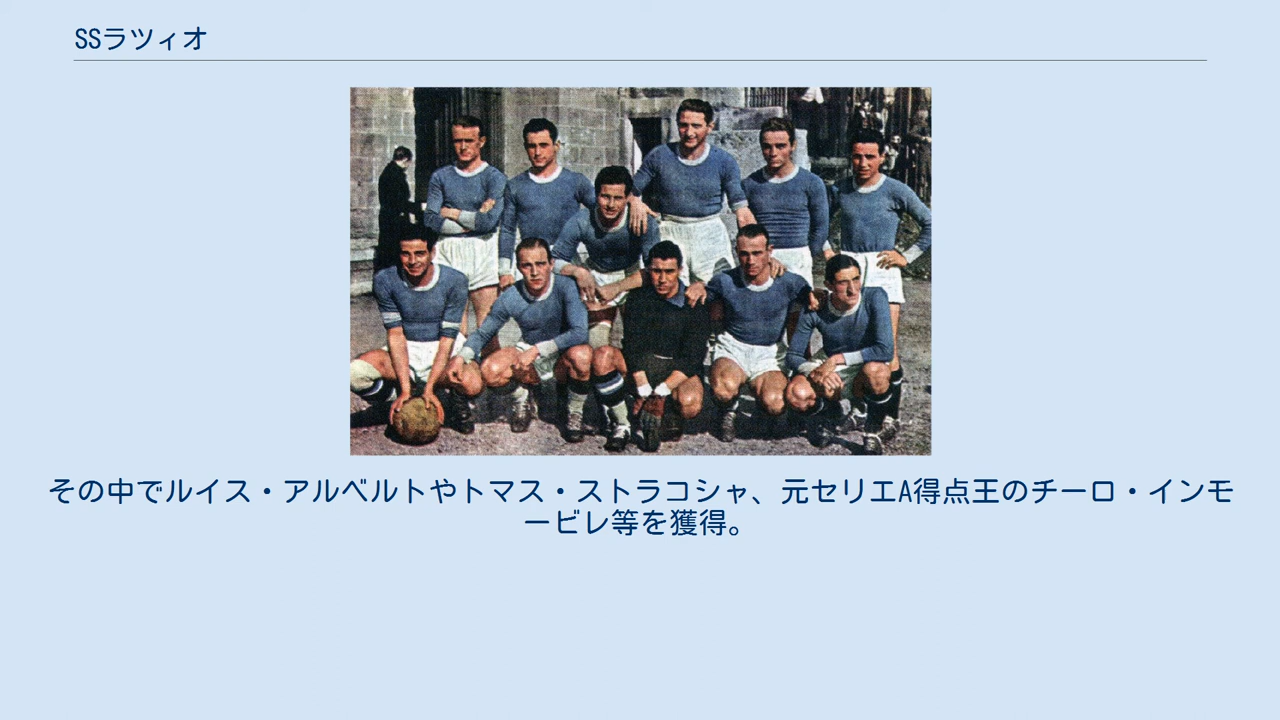 SSラツィオ
その中でルイス・アルベルトやトマス・ストラコシャ、元セリエA得点王のチーロ・インモ
ービレ等を獲得。